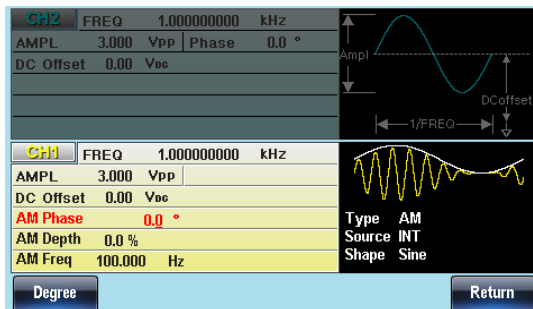 CH2 FREQ 1.000000000 kHz
AMPL 3.000 VPP Phase 0.0 °
DC Offset 0.00 VDC
Ampl
DCoffset
1/FREQ
CH1 FREQ 1.000000000 kHz
AMPL 3.000 VPP
DC Offset 0.00 VDC
AM Phase 0.0 °
AM Depth 0.0 %
AM Freq 100.000 Hz
Type AM
Source INT
Shape Sine
Degree Return